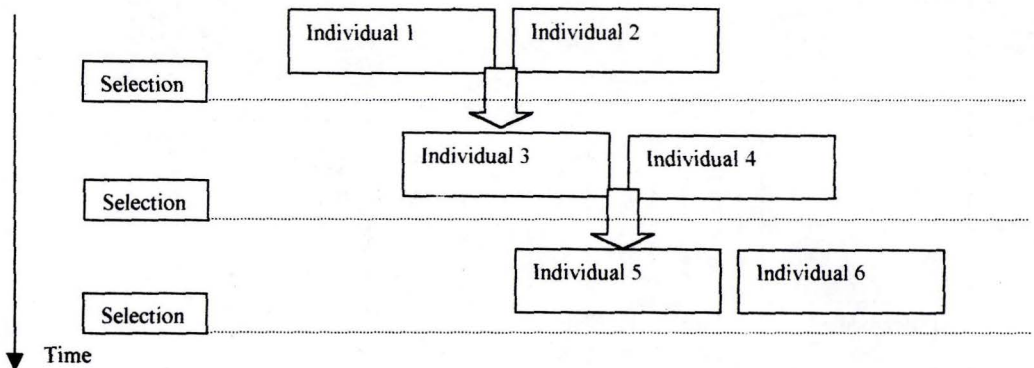 Individual 1
Individual 2
Selection
Individual 3
Individual 4
Selection
Individual 5
Individual 6
Selection
Time